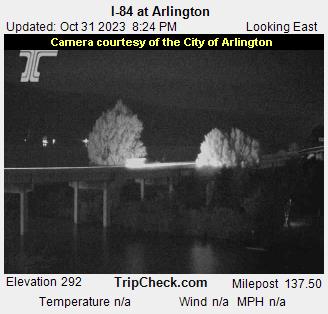 I-84 at Arlington
Updated: Oct 31 2023 8:24 PM Looking East
Camera courtesy of the City of Arlington
Elevation 292 TripCheck.com Milepost 137.50
Temperature n/a Wind n/a MPH n/a